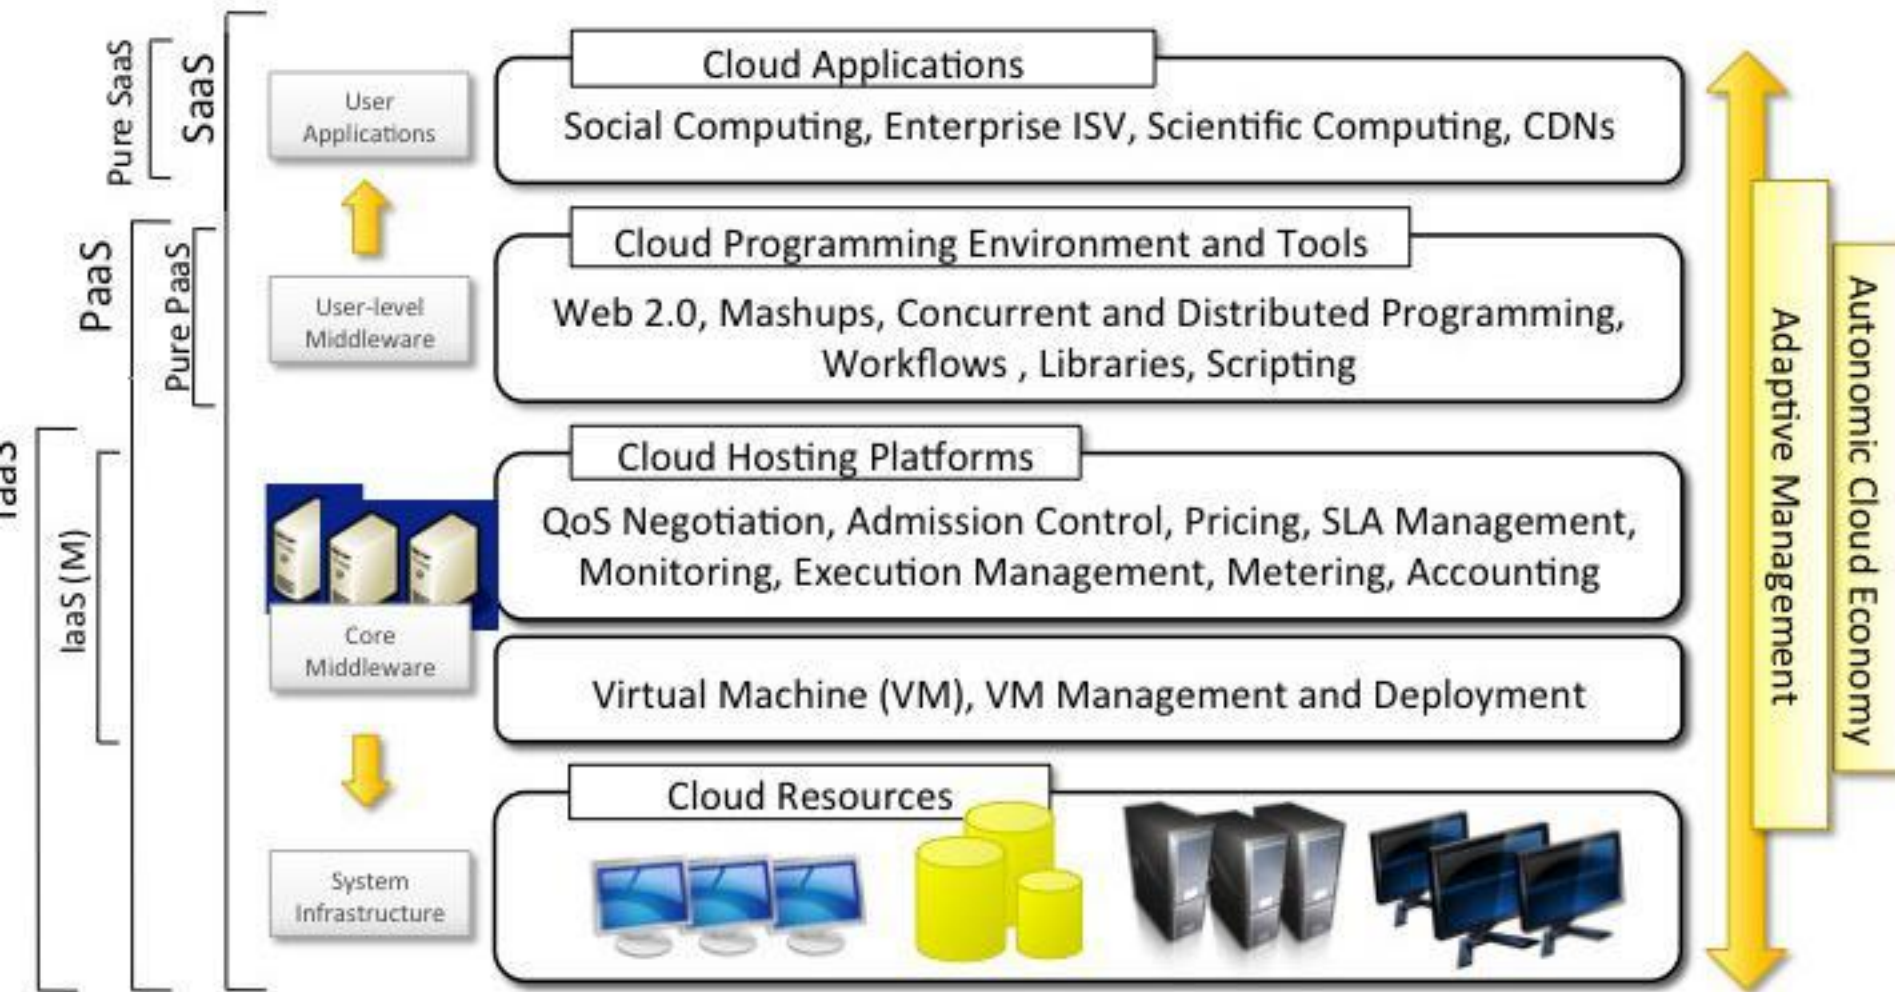 Pure SaaS
SaaS
User
Applications
Cloud Applications
Social Computing, Enterprise ISV, Scientific Computing, CDNs
PaaS
Pure PaaS
User-level
Middleware
Cloud Programming Environment and Tools
Web 2.0, Mashups, Concurrent and Distributed Programming,
Workflows , Libraries, Scripting
IaaS (M)
Core
Middleware
Cloud Hosting Platforms
QoS Negotiation, Admission Control, Pricing, SLA Management,
Monitoring, Execution Management, Metering, Accounting
Virtual Machine (VM), VM Management and Deployment
System
Infrastructure
Cloud Resources
Adaptive Management
Autonomic Cloud Economy